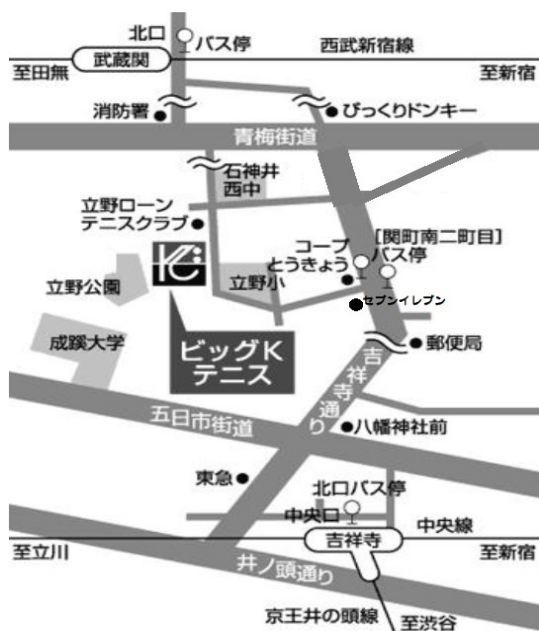 北口
バス停
西武新宿線
武蔵関
至田無
至新宿
消防署
びっくりドンキー
青梅街道
石神井
西中
立野ローン
テニスクラブ
[関町南二町目]
バス停
コープ
とうきょう
立野小
セブンイレブン
立野公園
成蹊大学
ビッグK
テニス
郵便局
吉祥寺通り
五日市街道
八幡神社前
東急
北口バス停
中央口
中央線
吉祥寺
至立川
至新宿
井ノ頭通り
京王井の頭線
至渋谷